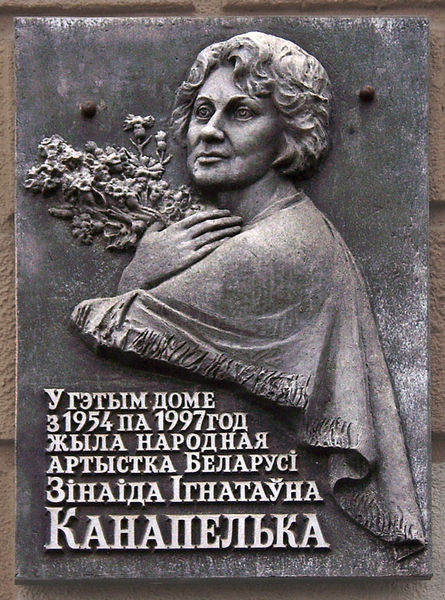 У гэтым доме
з 1954 па 1997 год
жыла народная
артыстка Беларусі
Зінаіда Ігнатаўна
Канапелька